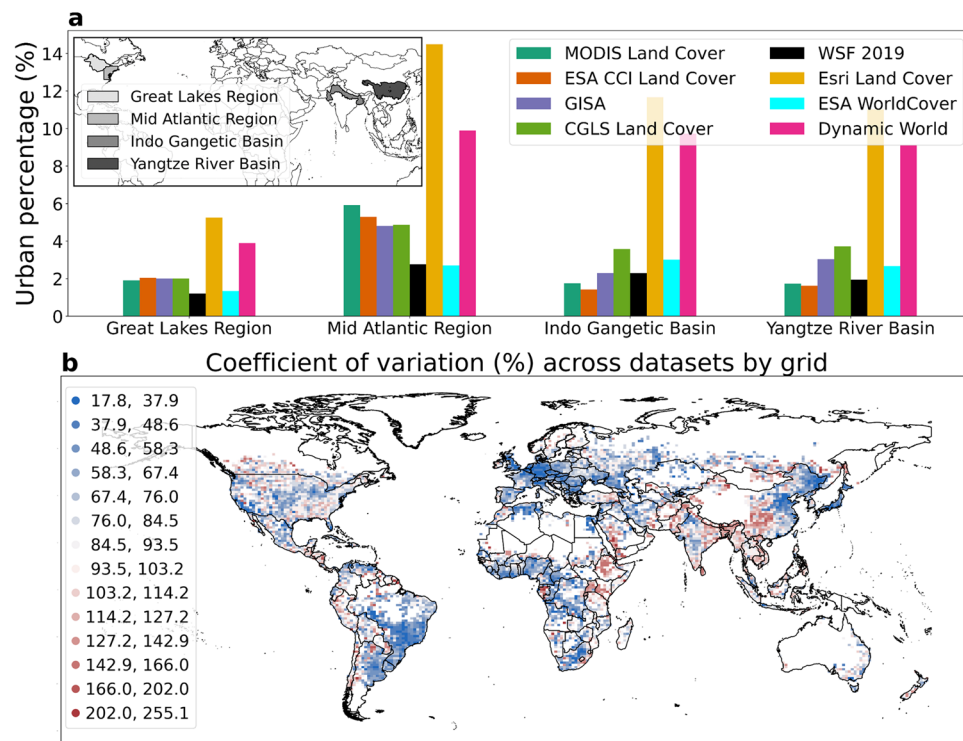 a
Urban percentage (%)
14
12
10
8
6
4
2
0
Great Lakes Region
Mid Atlantic Region
Indo Gangetic Basin
Yangtze River Basin
MODIS Land Cover
ESA CCI Land Cover
GISA
CGLS Land Cover
WSF 2019
Esri Land Cover
ESA WorldCover
Dynamic World
Great Lakes Region
Mid Atlantic Region
Indo Gangetic Basin
Yangtze River Basin
b Coefficient of variation (%) across datasets by grid
17.8, 37.9
37.9, 48.6
48.6, 58.3
58.3, 67.4
67.4, 76.0
76.0, 84.5
84.5, 93.5
93.5, 103.2
103.2, 114.2
114.2, 127.2
127.2, 142.9
142.9, 166.0
166.0, 202.0
202.0, 255.1